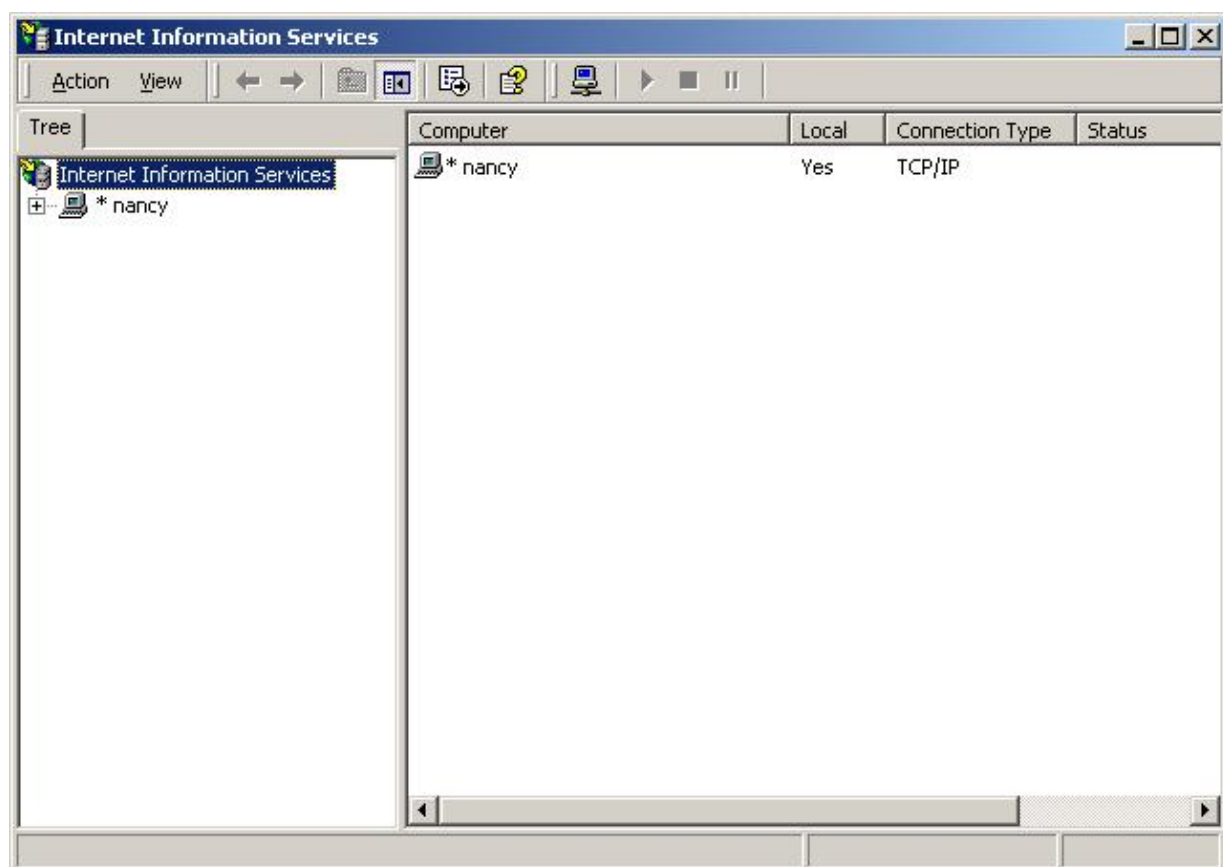 Internet Information Services
Action View
Tree
Computer Local Connection Type Status
Internet Information Services
* nancy
* nancy Yes TCP/IP